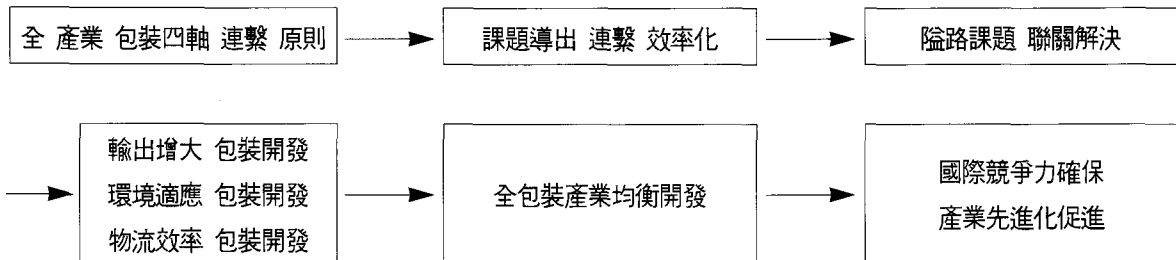 全 產業 包裝四軸 連繫 原則
課題導出 連繫 效率化
隘路課題 聯關解決
輸出增大 包裝開發
環境適應 包裝開發
物流效率 包裝開發
全包裝產業均衡開發
國際競爭力確保
產業先進化促進